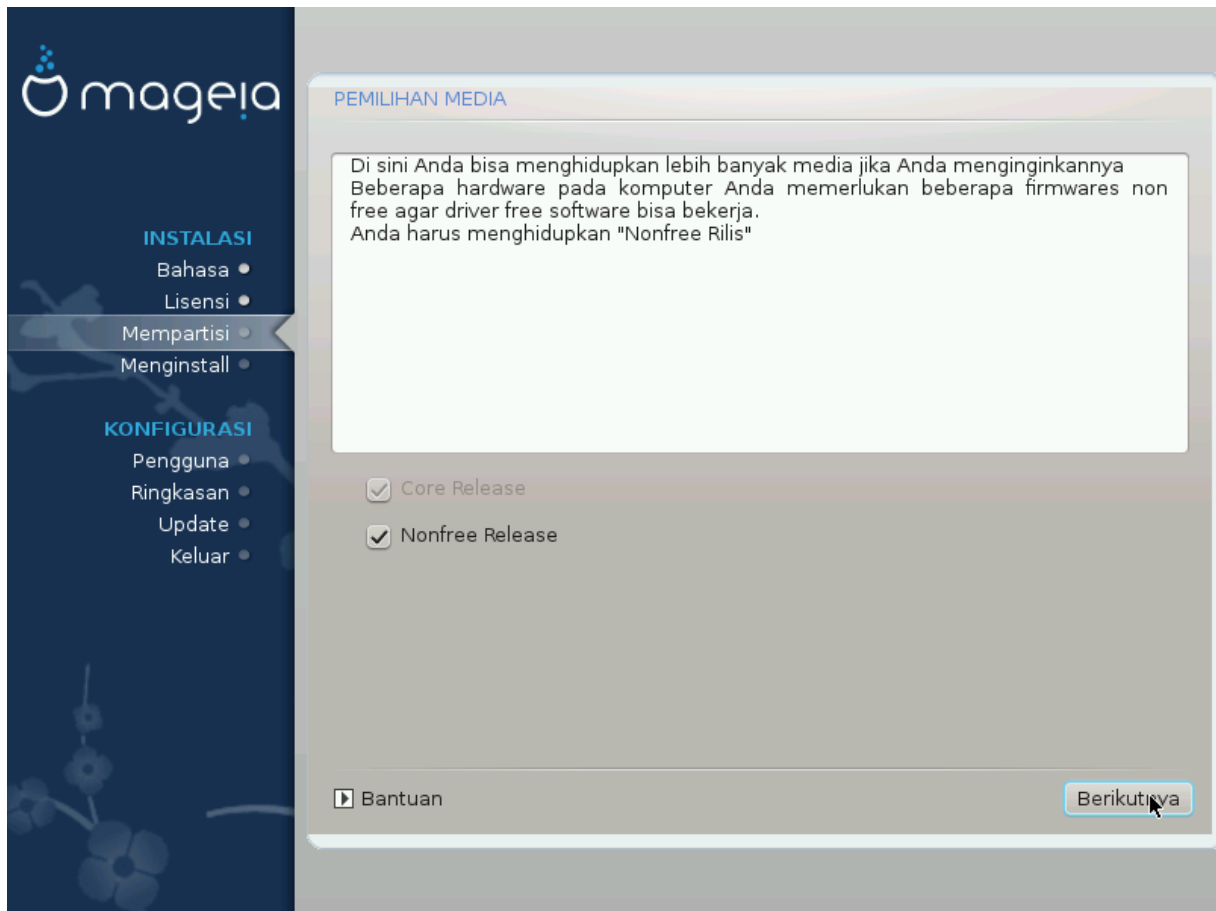 mageia
INSTALASI
Bahasa
Lisensi
Mempartisi
Menginstall
KONFIGURASI
Pengguna
Ringkasan
Update
Keluar
PEMILIHAN MEDIA
Di sini Anda bisa menghidupkan lebih banyak media jika Anda menginginkannya
Beberapa hardware pada komputer Anda memerlukan beberapa firmwares non
free agar driver free software bisa bekerja.
Anda harus menghidupkan "Nonfree Rilis"
Core Release
Nonfree Release
Bantuan
Berikutnya